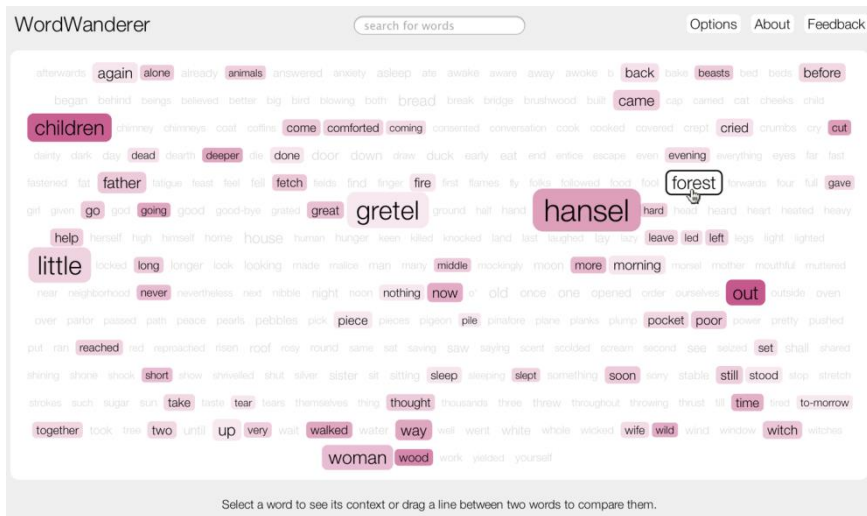 WordWanderer search for words Options About Feedback
afterwards again alone already animals answered anxiety asleep ate awake aware away awoke b back bake beasts bed beds before
began behind beings believed better big bird blowing both bread break bridge brushwood built came cap carried cat cheeks child
children chimney chimneys coat coffins come comforted coming consented conversation cook cooked covered crept cried crumbs cry cut
dainty dark day dead dearth deeper die done door down draw duck early eat end entice escape even evening everything eyes far fast
fastened fat father fatigue feast feel fell fetch fields find finger fire first flames fly folks followed food fool forest forwards four full gave
girl given go god going good good-bye grated great gretel ground half hand hansel hard head heard heart heated heavy
help herself high himself home house human hunger keen killed knocked land last laughed lay lady leave led left legs light lighted
little locked long longer look looking made malice man many middle mockingly moon more morning morsel mother mouthful muttered
near neighborhood never nevertheless next nibble night noon nothing now o' old once one opened order ourselves out outside oven
over parlor passed path peace pearls pebbles pick piece pieces pigeon pile pinafore plane planks plump pocket poor power pretty pushed
put ran reached red reproached risen roof rosy round same sat saving saw saying scent scolded scream second see seized set shall shared
shining shone shook short show shrivelled shut silver sister sit sitting sleep sleeping slept something soon sorry stable still stood stop stretch
strokes such sugar sun take taste tear tears themselves thing thought thousands three threw throughout throwing thrust till time tired to-morrow
together took tree two until up very wait walked water way well went white whole wicked wife wild wind window witch witches
woman wood work yielded yourself
Select a word to see its context or drag a line between two words to compare them.